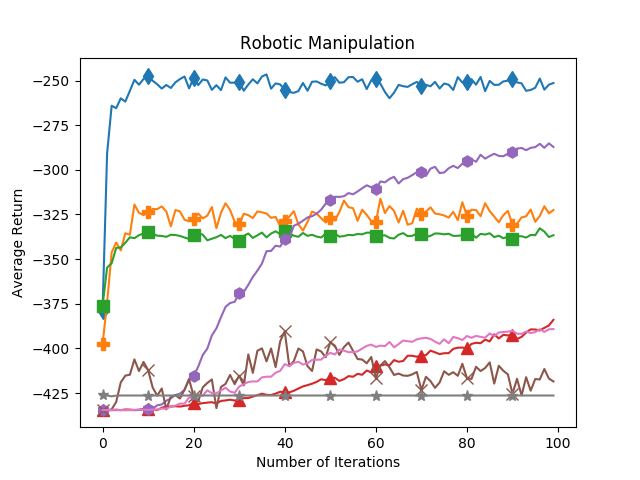 Robotic Manipulation
Average Return
−250
−275
−300
−325
−350
−375
−400
−425
0 20 40 60 80 100
Number of Iterations